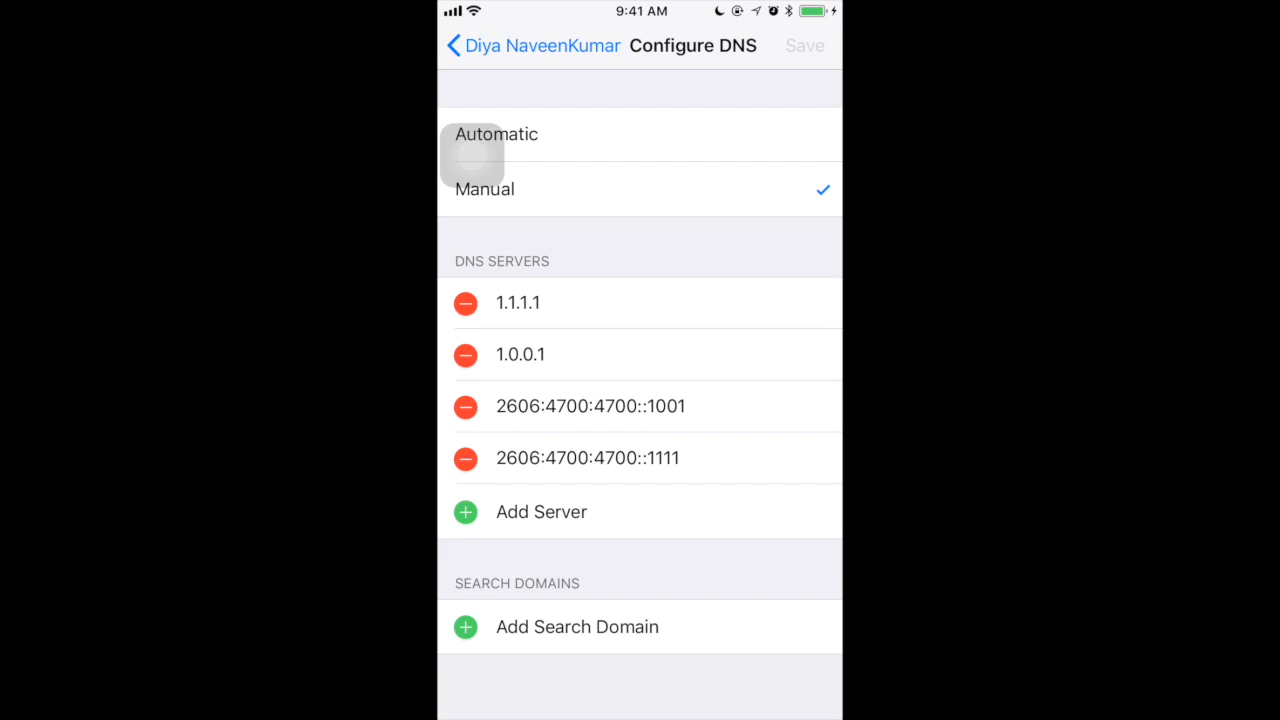 9:41 AM
Diya NaveenKumar Configure DNS Save
Automatic
Manual
DNS SERVERS
1.1.1.1
1.0.0.1
2606:4700:4700::1001
2606:4700:4700::1111
Add Server
SEARCH DOMAINS
Add Search Domain